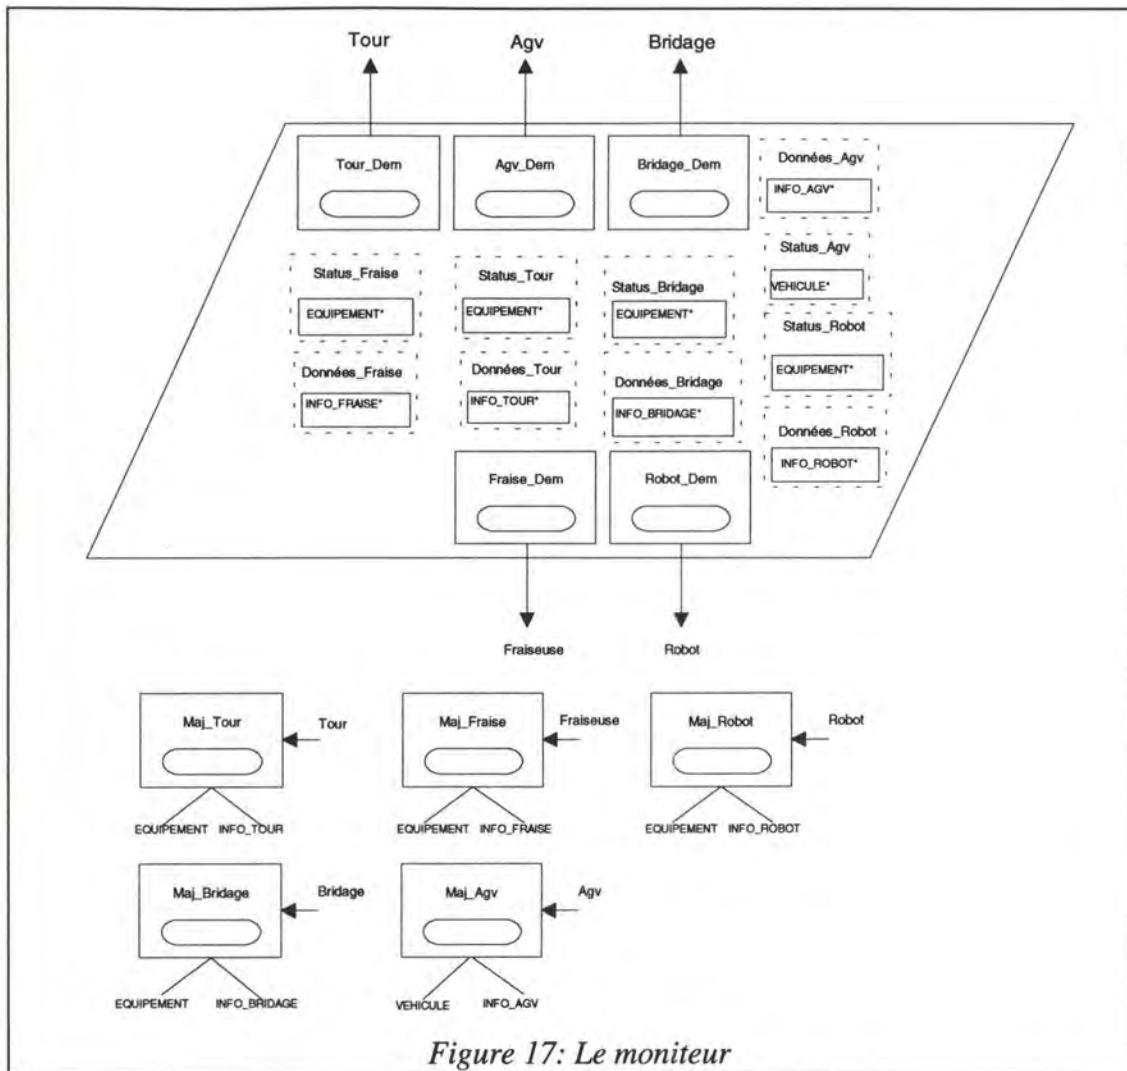 Tour Agv Bridage
Tour_Dem Agv_Dem Bridage_Dem Données_Agv
INFO_AGV*
Status_Fraise Status_Tour Status_Bridage Status_Agv
EQUIPEMENT* EQUIPEMENT* EQUIPEMENT* VEHICULE*
Status_Robot
Données_Fraise Données_Tour Données_Bridage EQUIPEMENT*
INFO_FRAISE* INFO_TOUR* INFO_BRIDAGE*
Données_Robot
Fraise_Dem Robot_Dem INFO_ROBOT*
Fraiseuse Robot
Maj_Tour Tour Maj_Fraise Fraiseuse Maj_Robot Robot
EQUIPEMENT INFO_TOUR EQUIPEMENT INFO_FRAISE EQUIPEMENT INFO_ROBOT
Maj_Bridage Bridage Maj_Agv Agv
EQUIPEMENT INFO_BRIDAGE VEHICULE INFO_AGV
Figure 17: Le moniteur